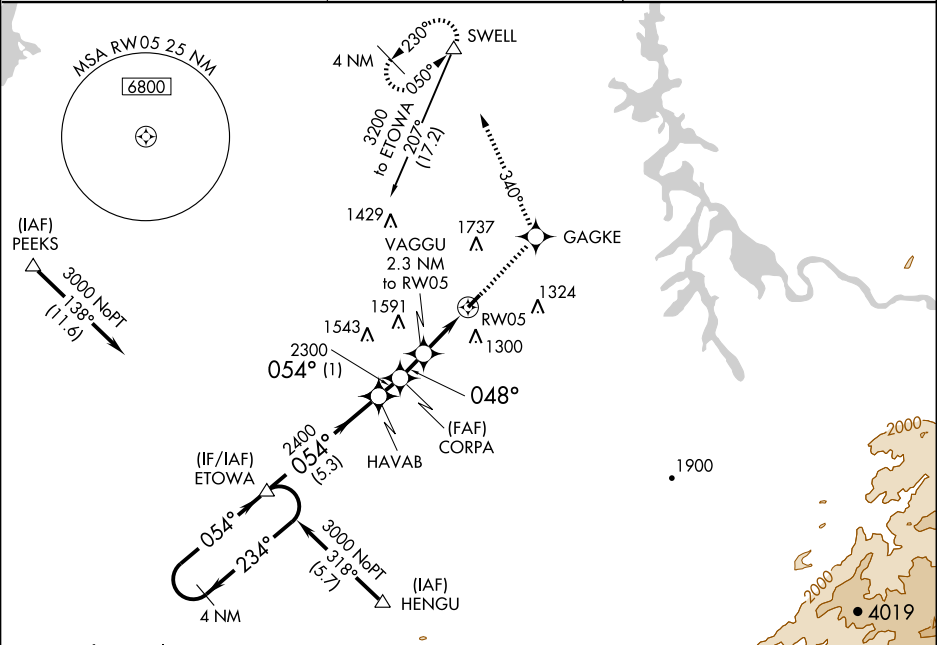 MSA RW05 25 NM
6800
230°
SWELL
4 NM
050°
3200
to ETOWA
207°
(17.2)
340°
(IAF)
PEEKS
3000 NoPT
138°
(11.6)
1429
1737
GAGKE
VAGGU
2.3 NM
to RW05
1591
1324
1543
RW05
1300
2300
054° (1)
048°
(FAF)
CORPA
HAVAB
2400
054°
(5.3)
(IF/IAF)
ETOWA
2000
1900
054°
234°
3000 NoPT
318°
(5.7)
(IAF)
HENGU
4 NM
2000
4019